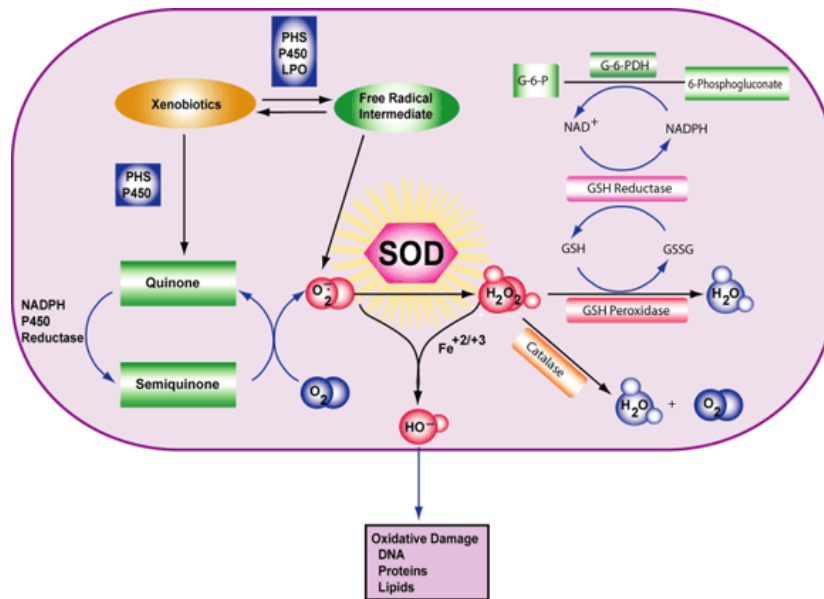 PHS
P450
LPO
Xenobiotics
Free Radical
Intermediate
G-6-P
G-6-PDH
6-Phosphogluconate
NAD+
NADPH
GSH Reductase
GSH
GSSG
GSH Peroxidase
PHS
P450
SOD
Quinone
NADPH
P450
Reductase
Semiquinone
O2
O2∸
H2O2
H2O
Fe+2/+3
Catalase
H2O + O2
HO−
Oxidative Damage
DNA
Proteins
Lipids